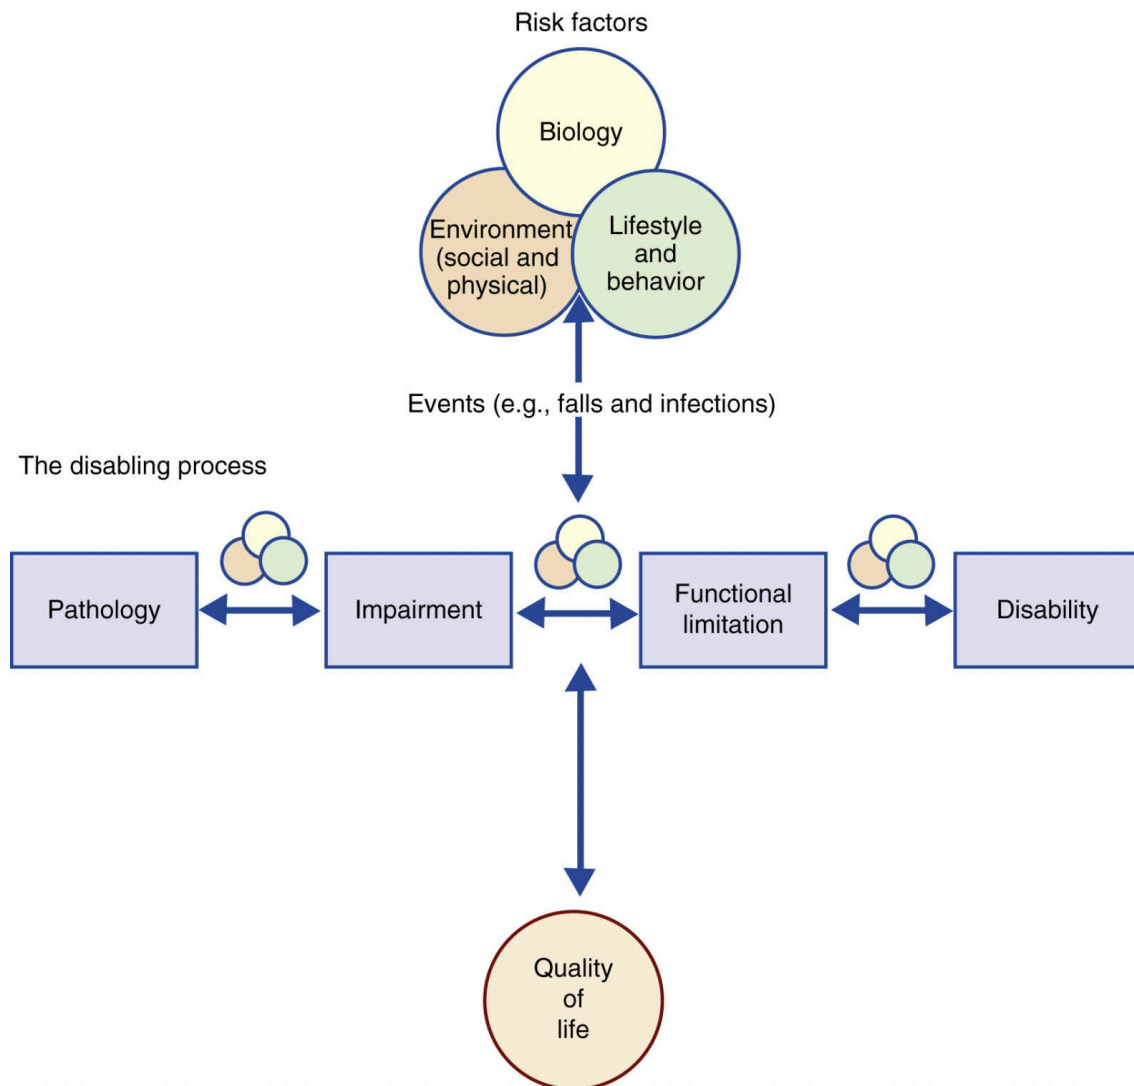 Risk factors
Biology
Environment
(social and
physical)
Lifestyle
and
behavior
Events (e.g., falls and infections)
The disabling process
Pathology
Impairment
Functional
limitation
Disability
Quality
of
life